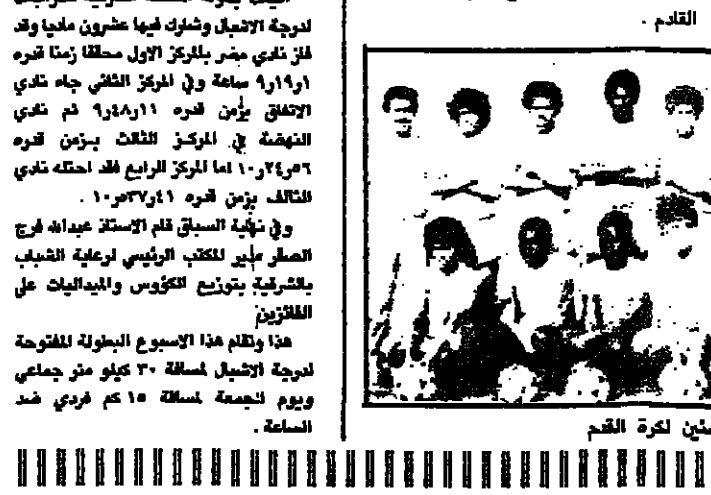 لدرجة الاشبال وشارك فيها عشرون ناديا وقد
فاز نادي مضر بالمركز الاول محققا زمنا قدره
١ر١٩ر٩ ساعة وفي المركز الثاني جاء نادي
الاتفاق بزمن قدره ١١ر٤٨ر٩ ثم نادي
النهضة في المركز الثالث بزمن قدره
٥٦ر٢٤ر١٠ اما المركز الرابع فقد احتله نادي
التآلف بزمن قدره ٤١ر٣٧ر١٠ .
وفي نهاية السباق قام الاستاذ عبدالله فرج
الصقر مدير المكتب الرئيسي لرعاية الشباب
بالشرقية بتوزيع الكؤوس والميداليات على
الفائزين
هذا وتقام هذا الاسبوع البطولة المفتوحة
لدرجة الاشبال لمسافة ٣٠ كيلو متر جماعي
ويوم الجمعة لمسافة ١٥ كم فردي ضد
الساعة .
القادم .
لكرة القدم